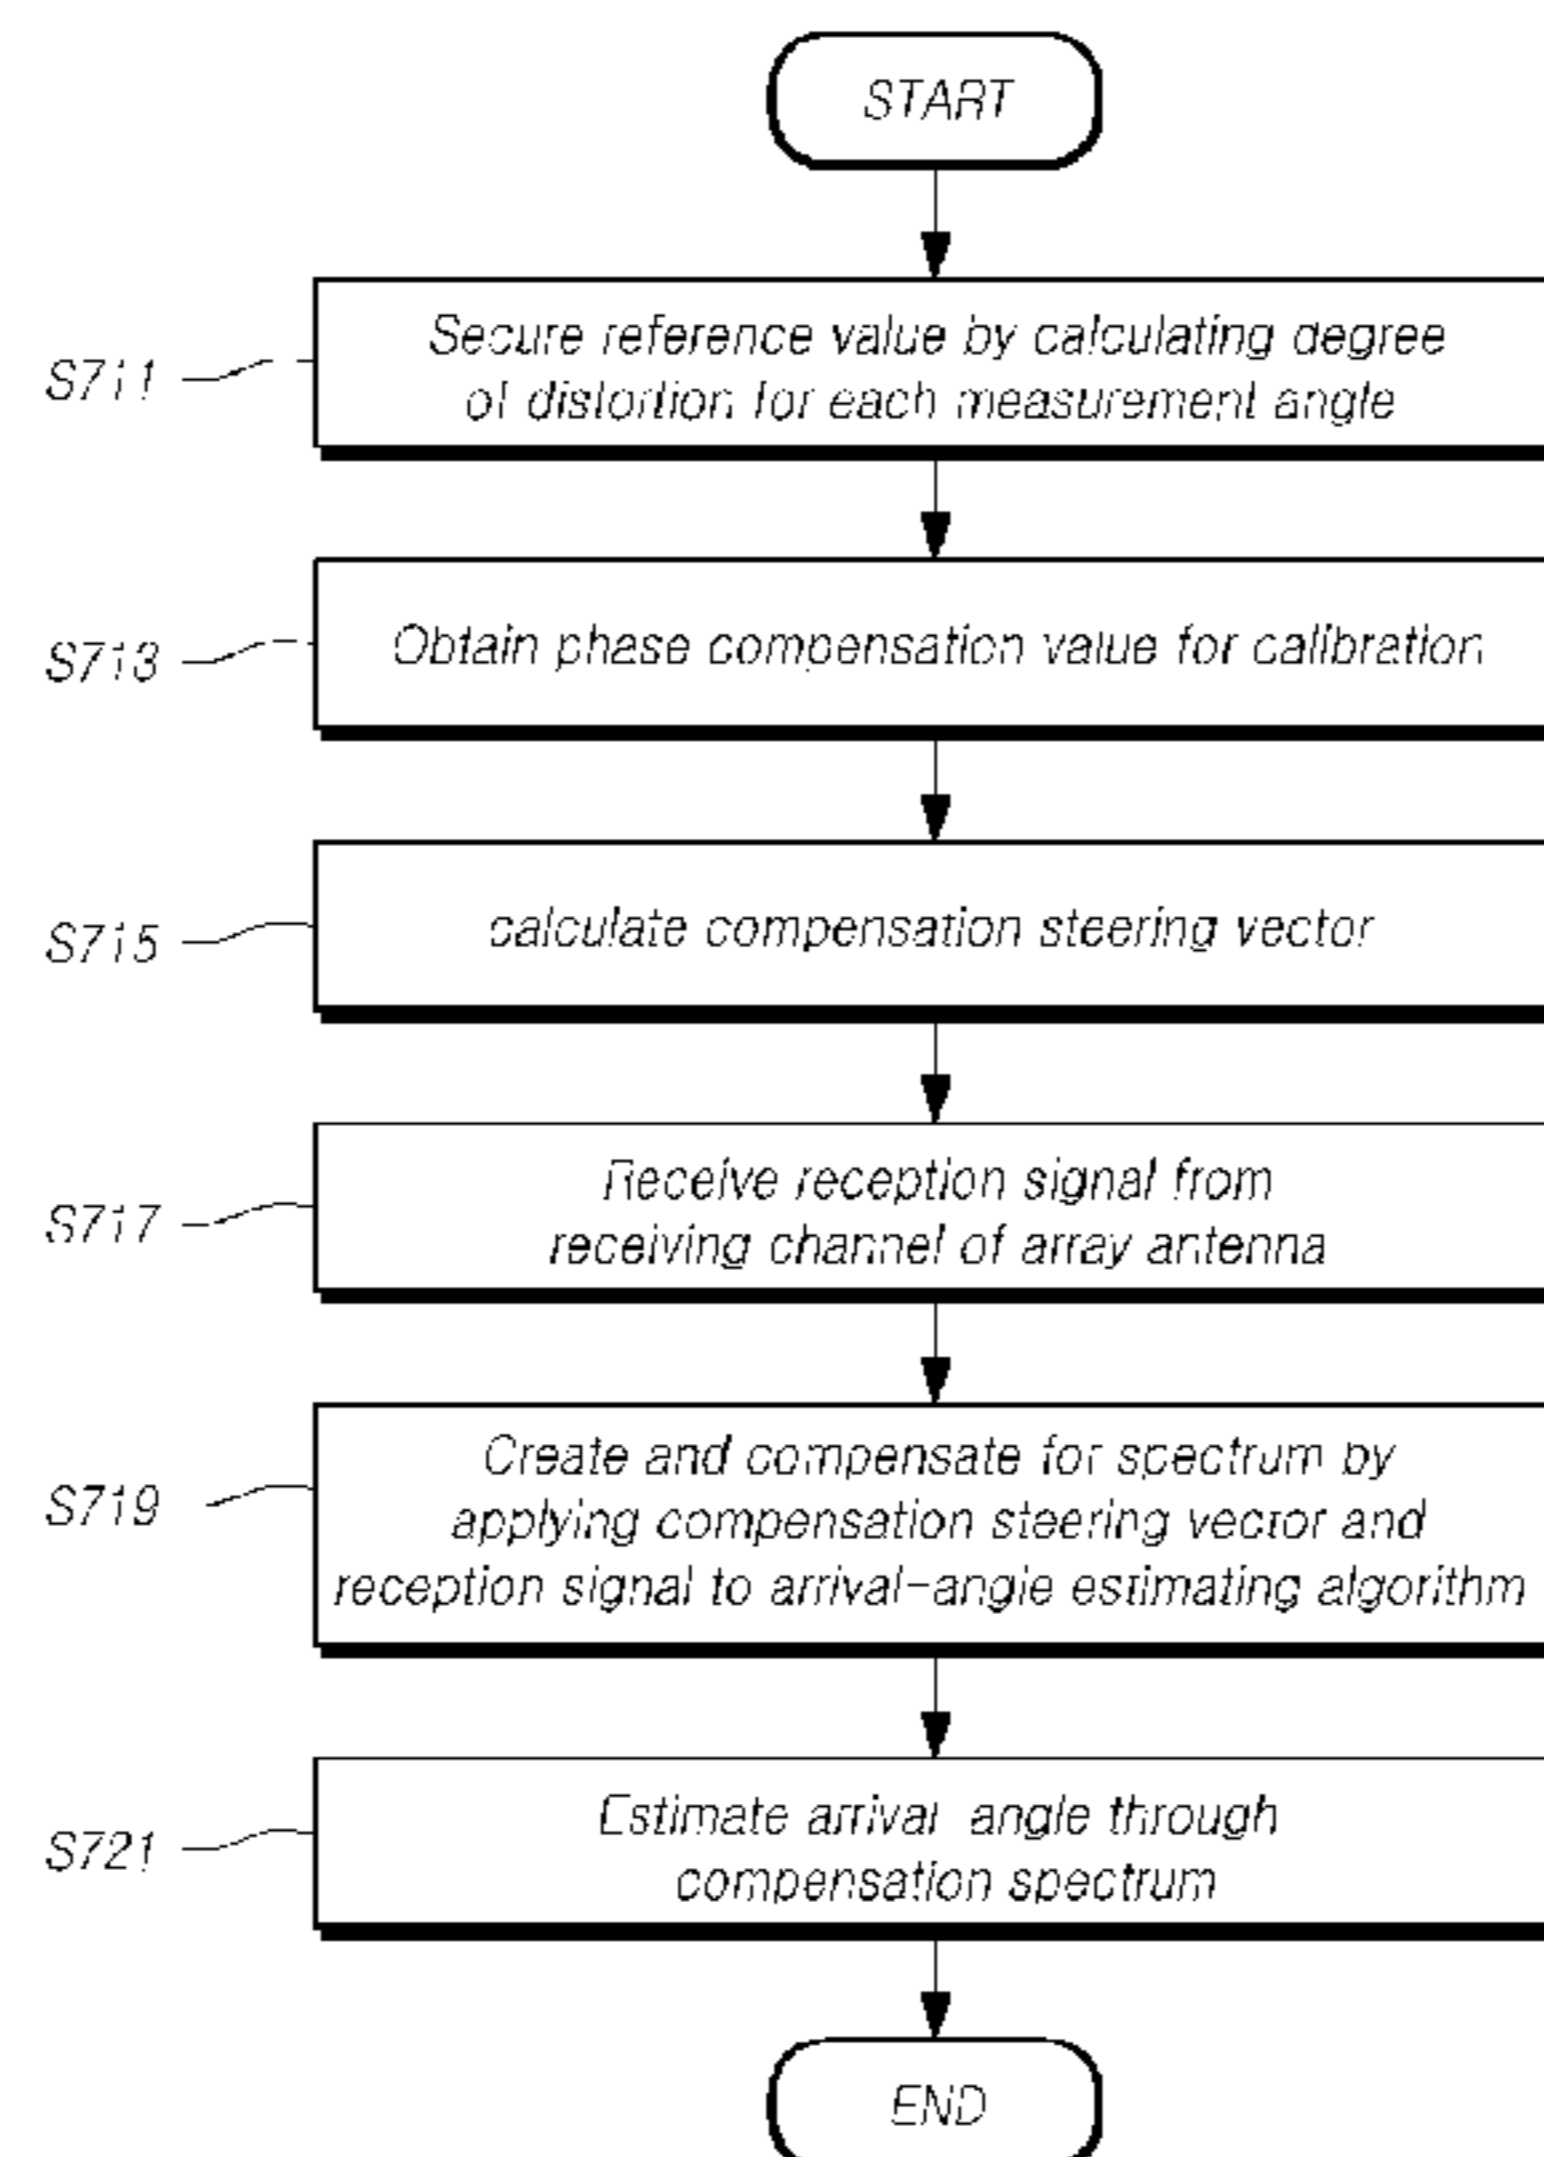 START
S711
Secure reference value by calculating degree
of distortion for each measurement angle
S713
Obtain phase compensation value for calibration
S715
calculate compensation steering vector
S717
Receive reception signal from
receiving channel of array antenna
S719
Create and compensate for spectrum by
applying compensation steering vector and
reception signal to arrival-angle estimating algorithm
S721
Estimate arrival angle through
compensation spectrum
END